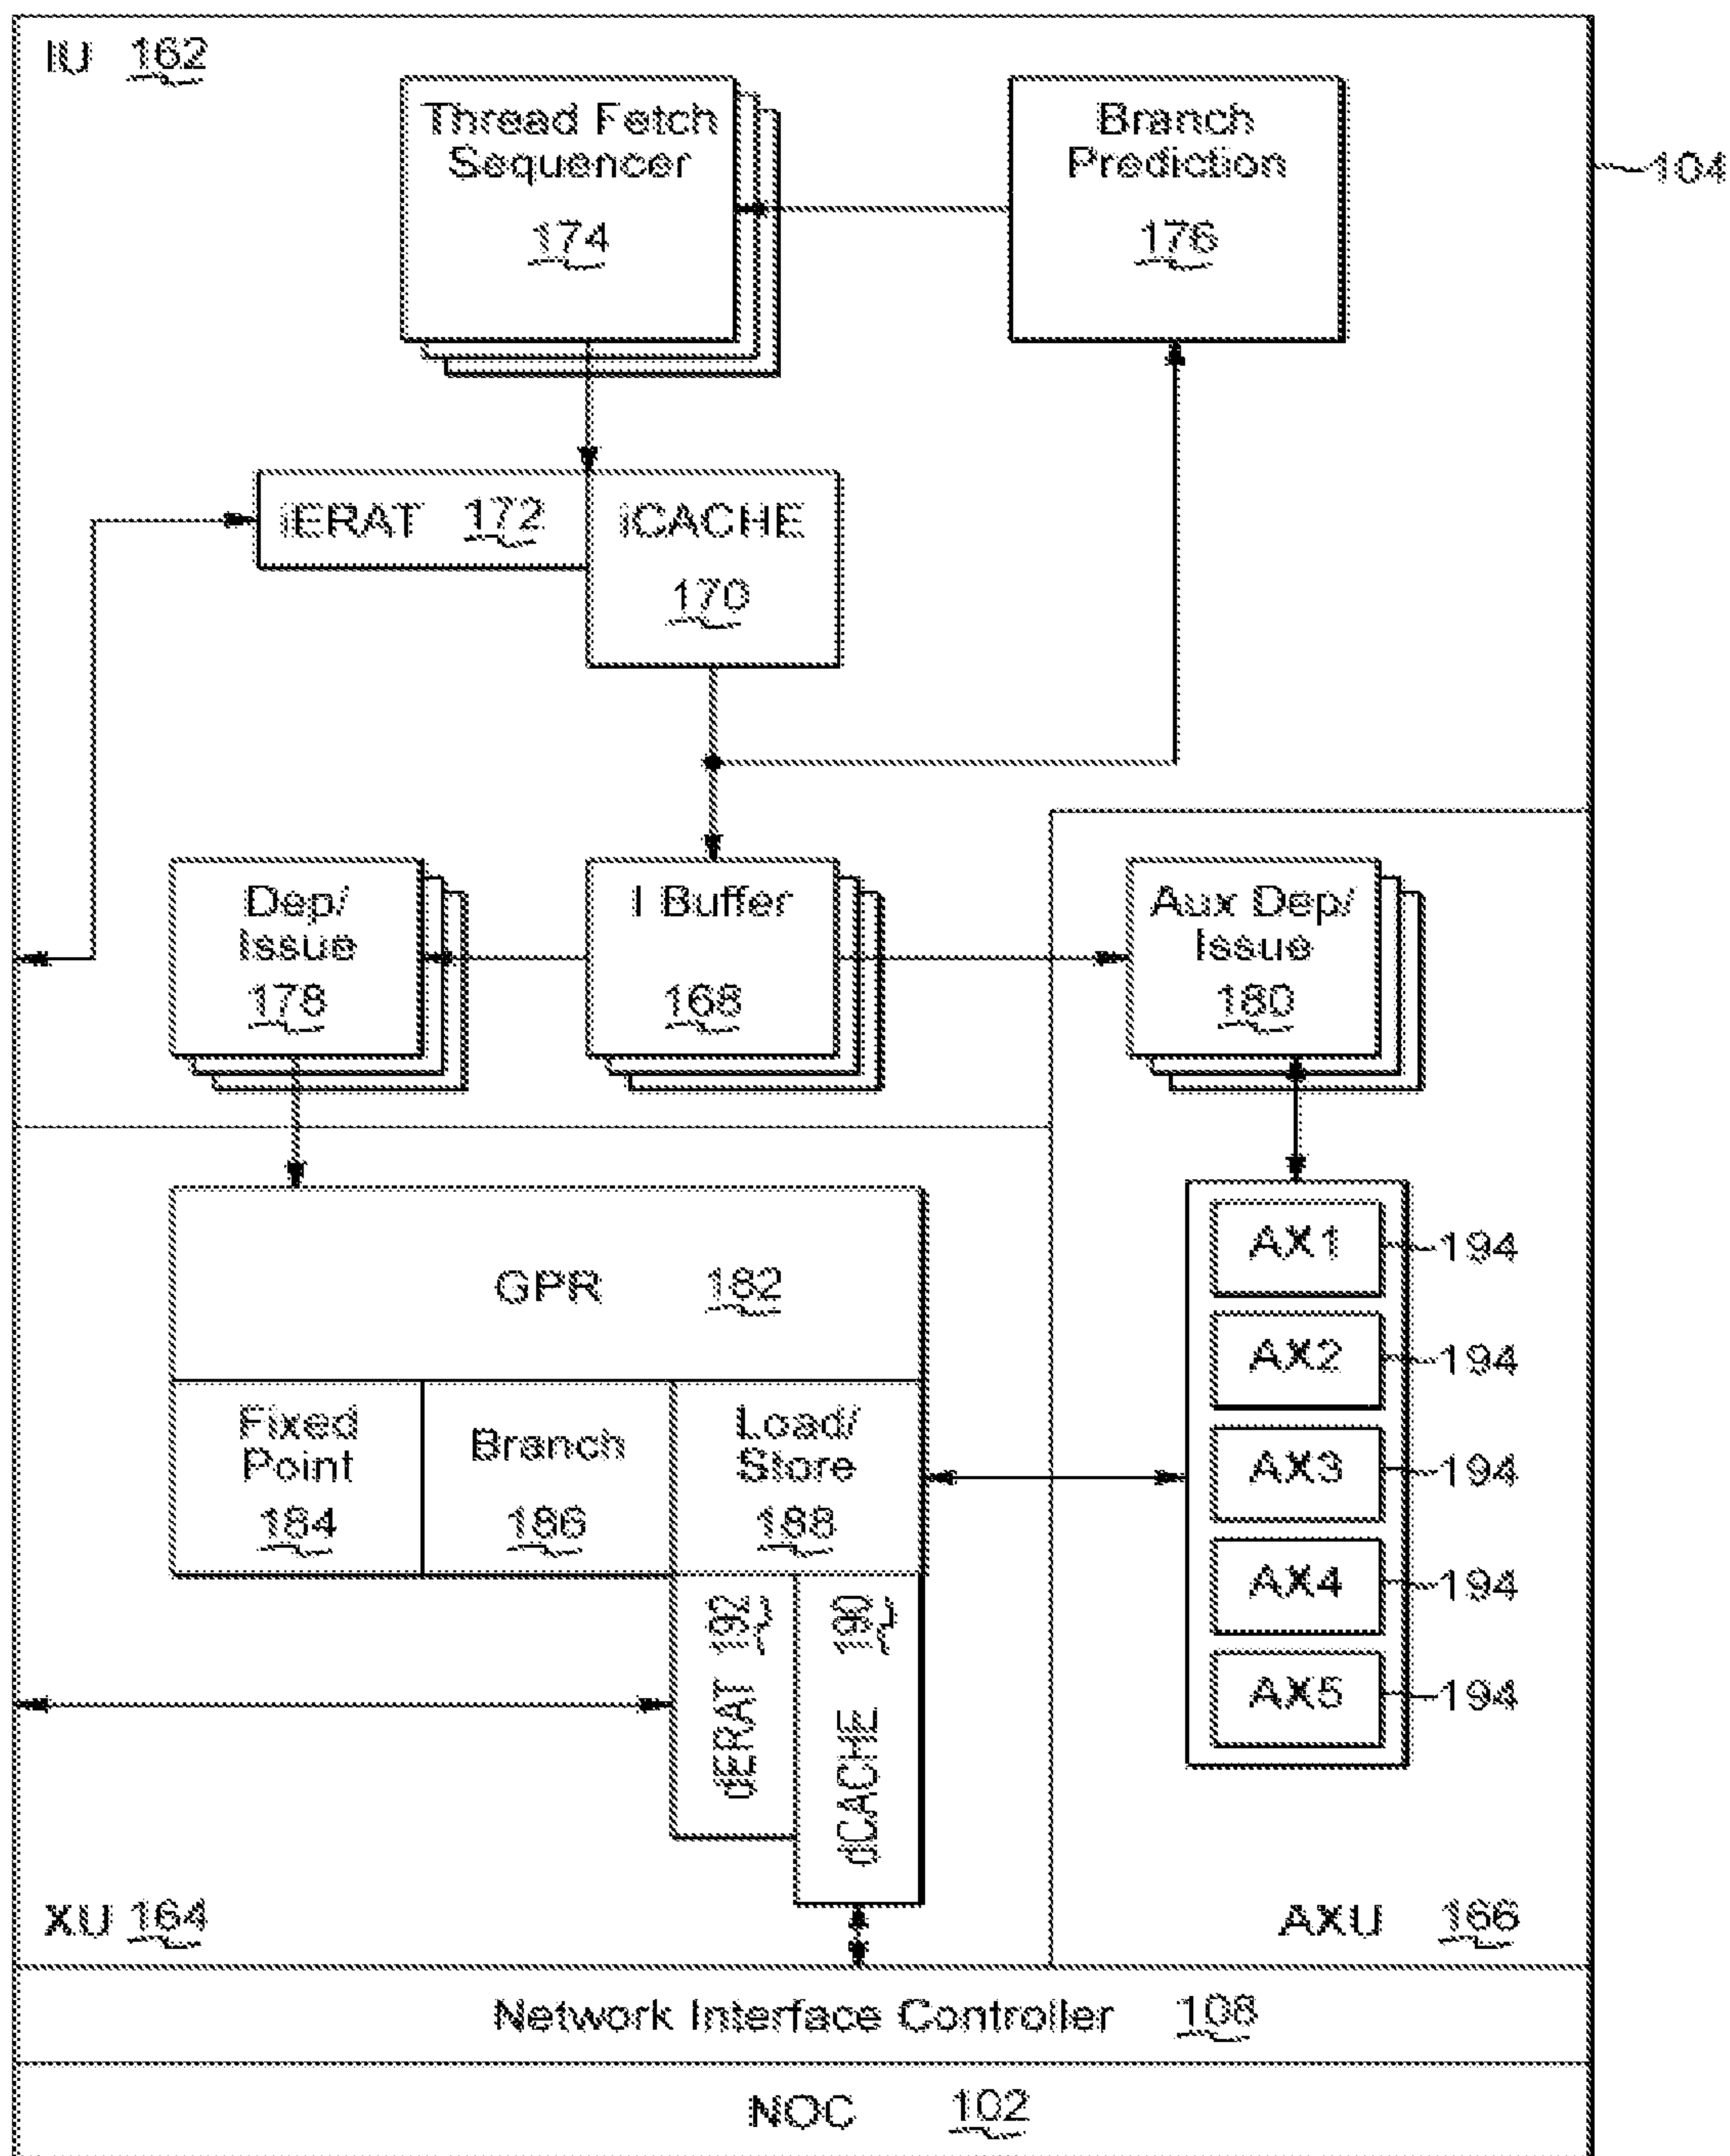 IU 162
Thread Fetch
Sequencer
174
Branch
Prediction
176
104
iERAT 172
iCACHE
170
Dep/
Issue
178
I Buffer
168
Aux Dep/
Issue
180
GPR 182
Fixed
Point
184
Branch
186
Load/
Store
188
dERAT 192
dCACHE 190
AX1 194
AX2 194
AX3 194
AX4 194
AX5 194
XU 164
AXU 166
Network Interface Controller 108
NOC 102